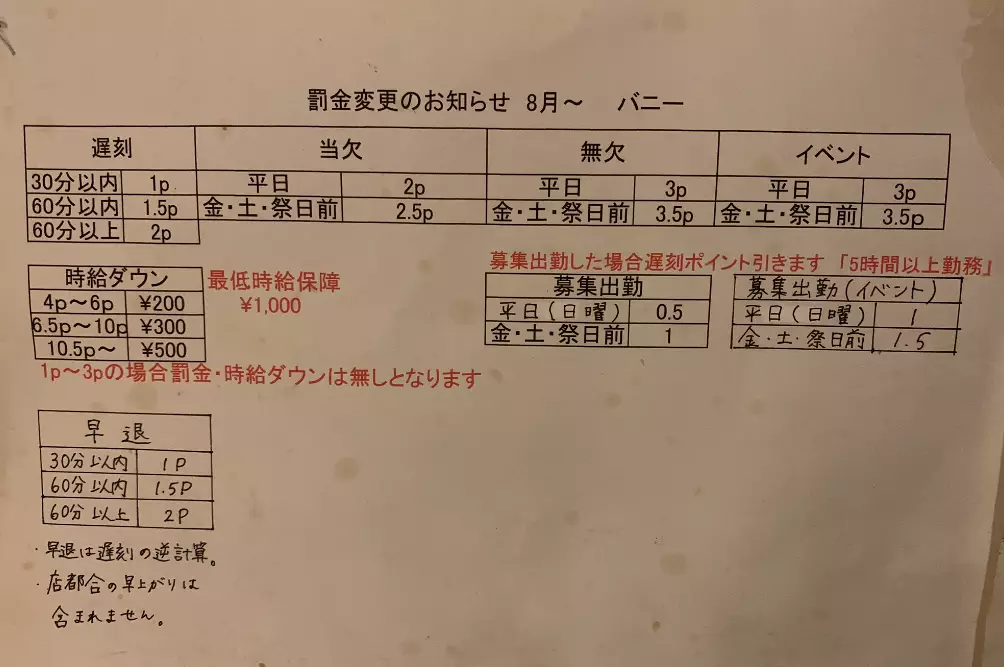 罰金変更のお知らせ 8月～ バニー
遅刻 当欠 無欠 イベント
30分以内 1p 平日 2p 平日 3p 平日 3p
60分以内 1.5p 金・土・祭日前 2.5p 金・土・祭日前 3.5p 金・土・祭日前 3.5p
60分以上 2p
募集出勤した場合遅刻ポイント引きます 「5時間以上勤務」
時給ダウン
4p～6p ¥200
6.5p～10p ¥300
10.5p～ ¥500
最低時給保障
¥1,000
募集出勤
平日(日曜) 0.5
金・土・祭日前 1
募集出勤(イベント)
平日(日曜) 1
金・土・祭日前 1.5
1p～3pの場合罰金・時給ダウンは無しとなります
早退
30分以内 1P
60分以内 1.5P
60分以上 2P
・早退は遅刻の逆計算。
・店都合の早上がりは
含まれません。